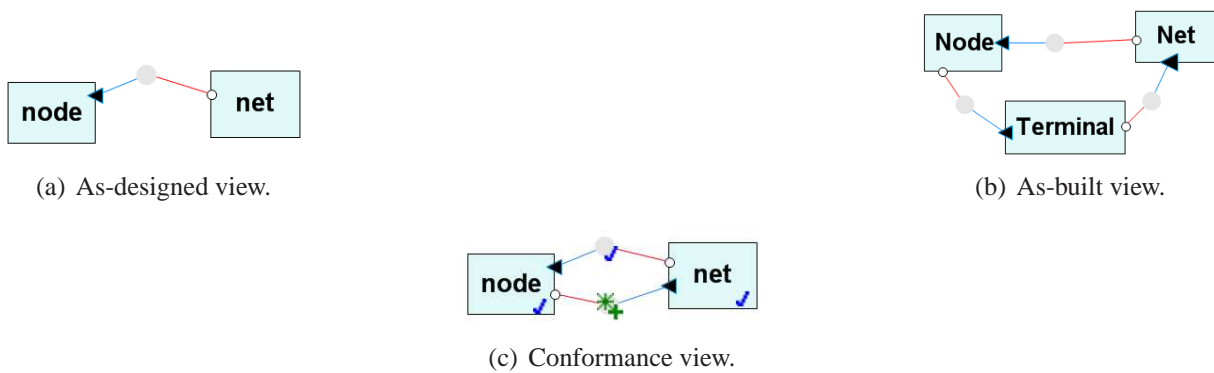 node
net
(a) As-designed view.
Node
Net
Terminal
(b) As-built view.
node
net
(c) Conformance view.